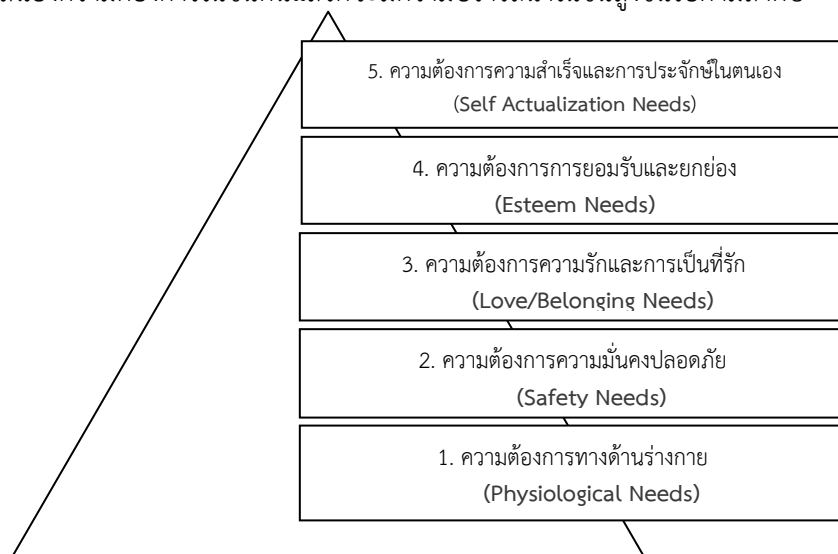 5. ความต้องการความสำเร็จและการประจักษ์ในตนเอง
(Self Actualization Needs)
4. ความต้องการการยอมรับและยกย่อง
(Esteem Needs)
3. ความต้องการความรักและการเป็นที่รัก
(Love/Belonging Needs)
2. ความต้องการความมั่นคงปลอดภัย
(Safety Needs)
1. ความต้องการทางด้านร่างกาย
(Physiological Needs)